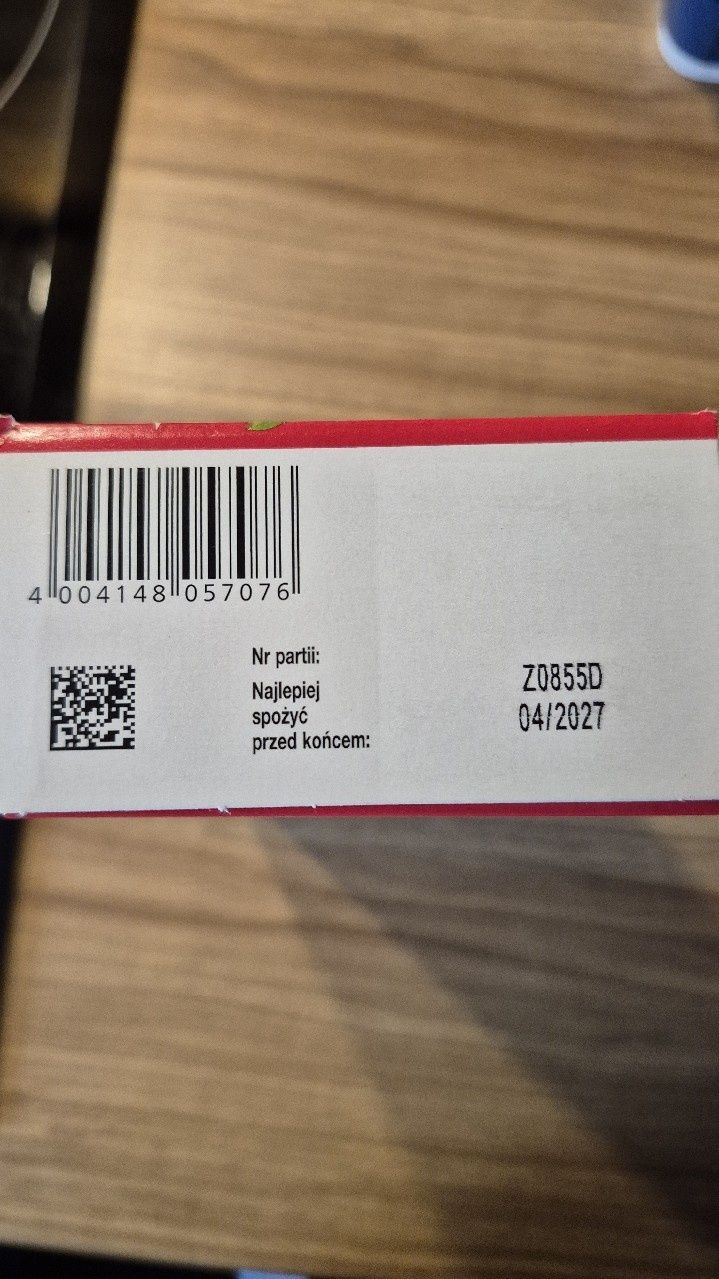 4 004148 057076
Nr partii: Z0855D
Najlepiej
spożyć 04/2027
przed końcem: